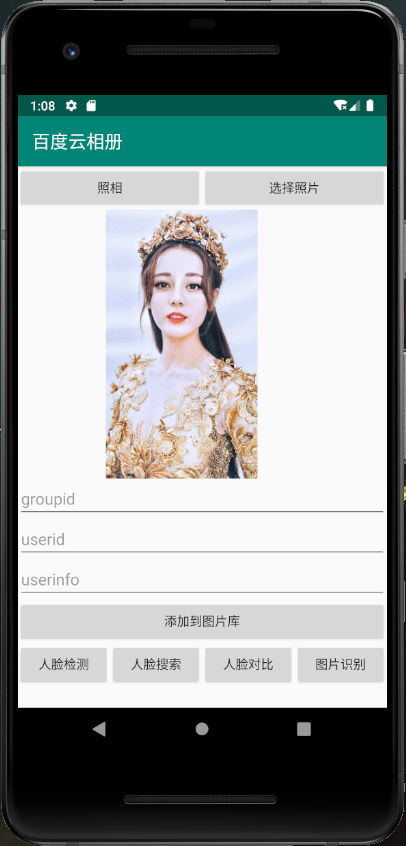 1:08
百度云相册
照相 选择照片
groupid
userid
userinfo
添加到图片库
人脸检测 人脸搜索 人脸对比 图片识别